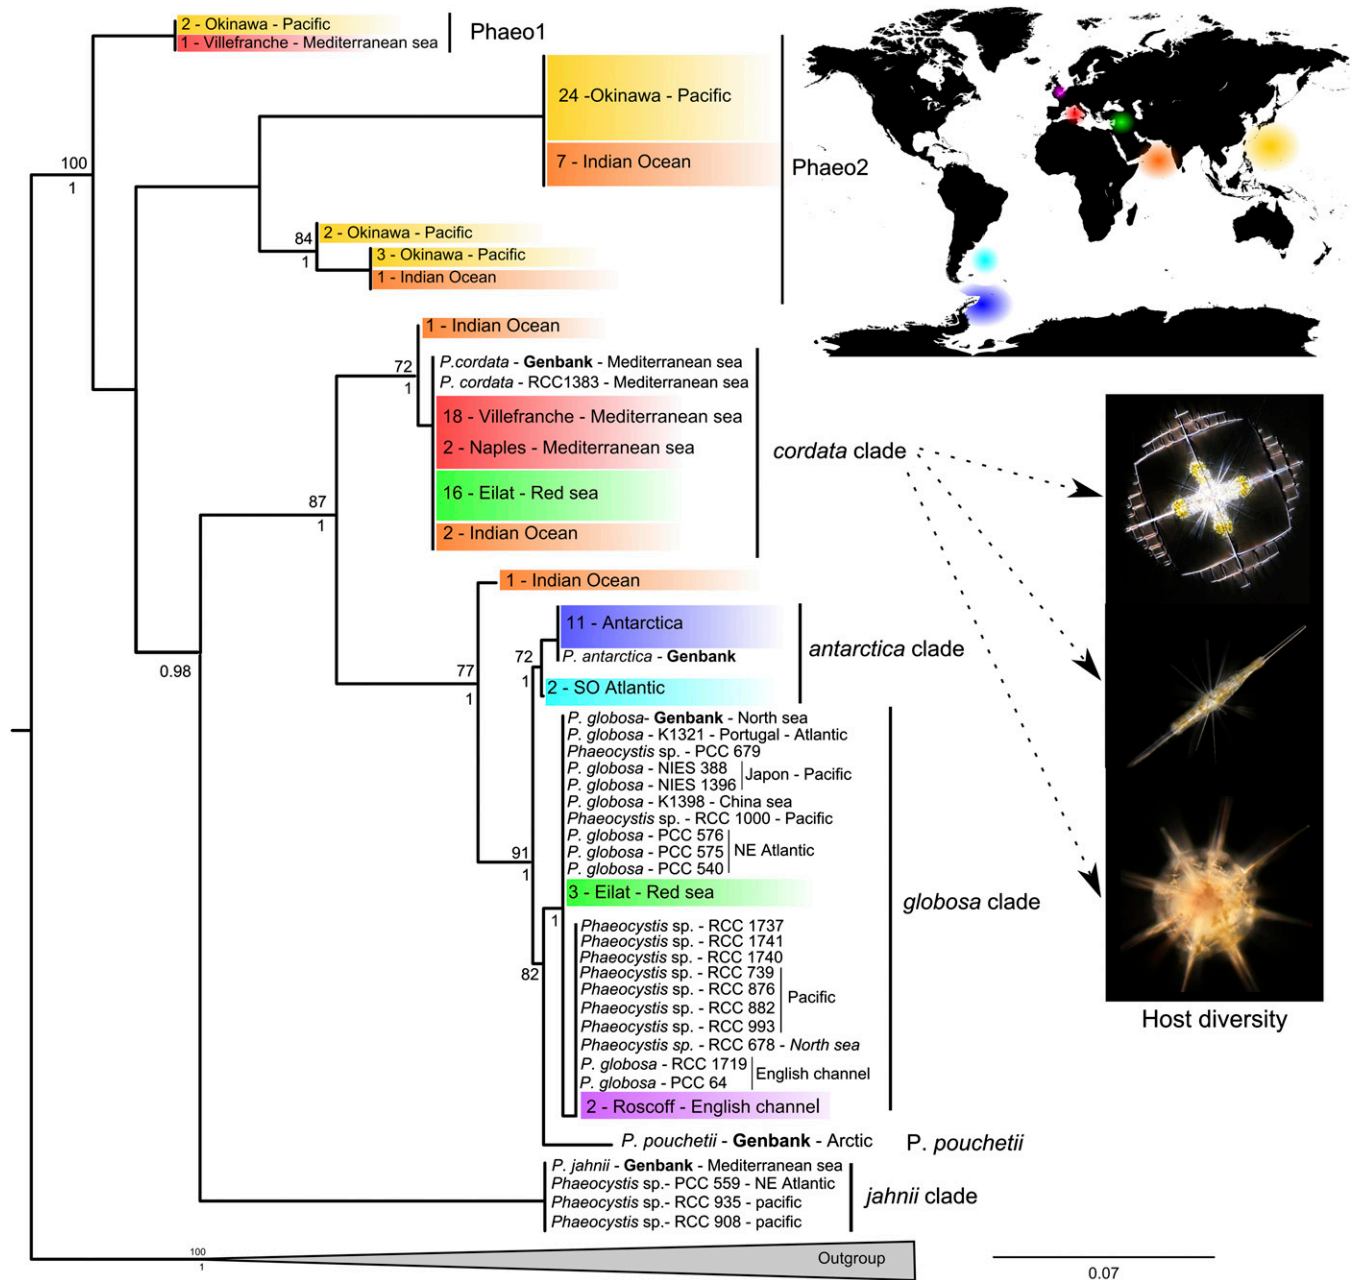 2 - Okinawa - Pacific
1 - Villefranche - Mediterranean sea
Phaeo1
24 -Okinawa - Pacific
7 - Indian Ocean
Phaeo2
100
1
2 - Okinawa - Pacific
84
1
3 - Okinawa - Pacific
1 - Indian Ocean
1 - Indian Ocean
72
1
P.cordata - Genbank - Mediterranean sea
P. cordata - RCC1383 - Mediterranean sea
18 - Villefranche - Mediterranean sea
2 - Naples - Mediterranean sea
16 - Eilat - Red sea
2 - Indian Ocean
cordata clade
87
1
1 - Indian Ocean
11 - Antarctica
P. antarctica - Genbank
2 - SO Atlantic
antarctica clade
72
1
77
1
0.98
P. globosa- Genbank - North sea
P. globosa - K1321 - Portugal - Atlantic
Phaeocystis sp. - PCC 679
P. globosa - NIES 388
P. globosa - NIES 1396
Japon - Pacific
P. globosa - K1398 - China sea
Phaeocystis sp. - RCC 1000 - Pacific
P. globosa - PCC 576
P. globosa - PCC 575
P. globosa - PCC 540
NE Atlantic
91
1
3 - Eilat - Red sea
globosa clade
1
82
Phaeocystis sp. - RCC 1737
Phaeocystis sp. - RCC 1741
Phaeocystis sp. - RCC 1740
Phaeocystis sp. - RCC 739
Phaeocystis sp. - RCC 876
Phaeocystis sp. - RCC 882
Phaeocystis sp. - RCC 993
Pacific
Phaeocystis sp. - RCC 678 - North sea
P. globosa - RCC 1719
P. globosa - PCC 64
English channel
2 - Roscoff - English channel
P. pouchetii - Genbank - Arctic
P. pouchetii
P. jahnii - Genbank - Mediterranean sea
Phaeocystis sp.- PCC 559 - NE Atlantic
Phaeocystis sp.- RCC 935 - pacific
Phaeocystis sp.- RCC 908 - pacific
jahnii clade
Host diversity
100
1
Outgroup
0.07